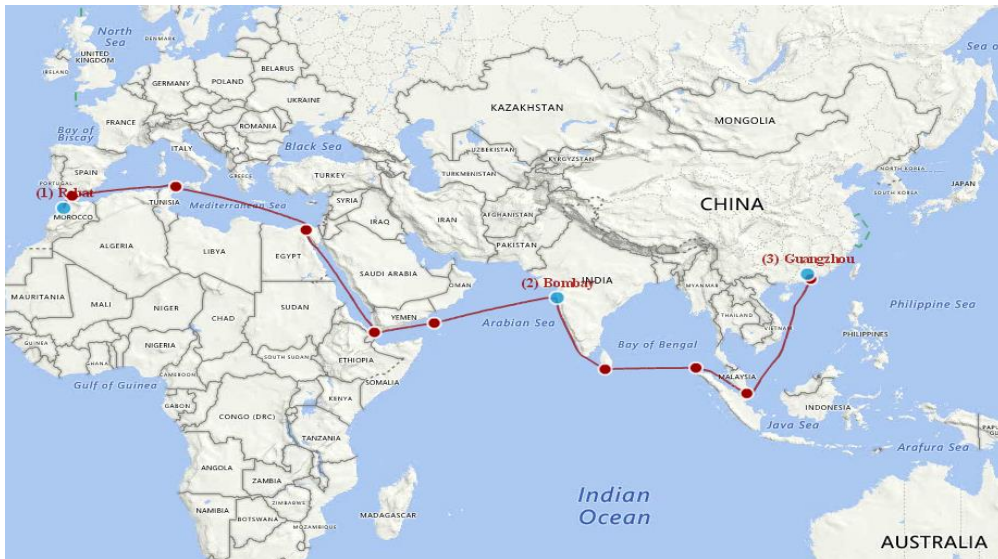 North
Sea
DENMARK
UNITED
KINGDOM
IRELAND
BELARUS
GERMANY
POLAND
UKRAINE
FRANCE
Bay of
Biscay
ROMANIA
ITALY
Black Sea
SPAIN
PORTUGAL
GREECE
TURKEY
(1) Rabat
MOROCCO
TUNISIA
Mediterranean Sea
SYRIA
IRAQ
IRAN
KAZAKHSTAN
UZBEKISTAN
KYRGYZSTAN
TURKMENISTAN
AFGHANISTAN
PAKISTAN
MONGOLIA
CHINA
NORTH KOREA
SOUTH KOREA
JAPAN
Sea o
ALGERIA
LIBYA
EGYPT
SAUDI ARABIA
OMAN
YEMEN
MAURITANIA
MALI
NIGER
CHAD
SUDAN
(2) Bombay
INDIA
Arabian Sea
(3) Guangzhou
MYANMAR
THAILAND
VIETNAM
Bay of Bengal
PHILIPPINES
Philippine Sea
GUINEA
GHANA
NIGERIA
CAMEROON
SOUTH SUDAN
ETHIOPIA
SOMALIA
Gulf of Guinea
GABON
CONGO (DRC)
KENYA
TANZANIA
MALAYSIA
INDONESIA
Java Sea
PAP
Arafura Sea
ANGOLA
ZAMBIA
ZIMBABWE
NAMIBIA
BOTSWANA
MOZAMBIQUE
MADAGASCAR
Indian
Ocean
AUSTRALIA